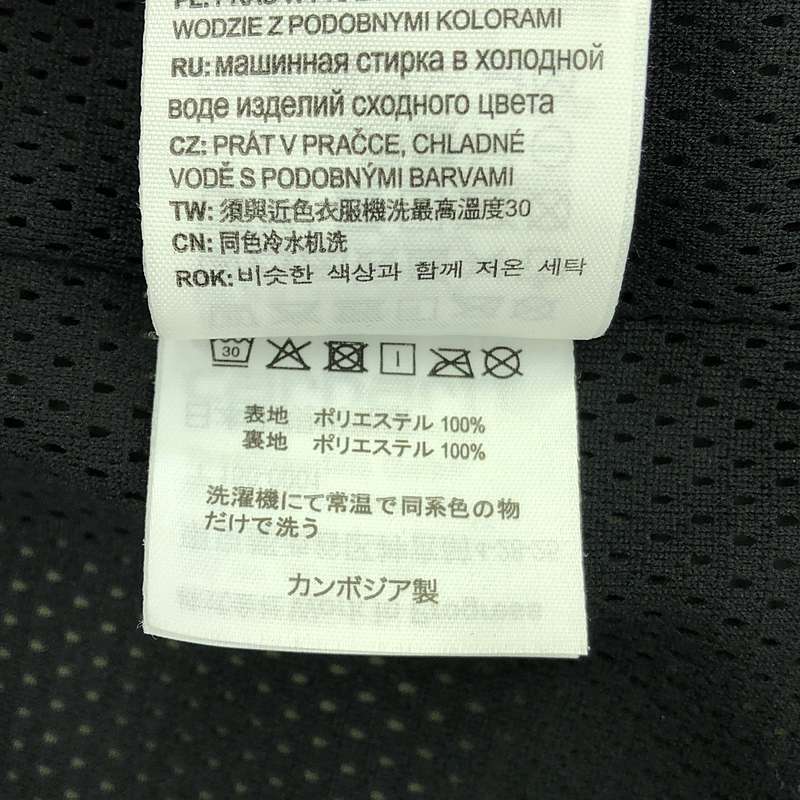 WODZIE Z PODOBNYMI KOLORAMI
RU: машинная стирка в холодной
воде изделий сходного цвета
CZ: PRÁT V PRAČCE, CHLADNÉ
VODĚ S PODOBNÝMI BARVAMI
TW: 須與近色衣服機洗最高溫度30
CN: 同色冷水机洗
ROK: 비슷한 색상과 함께 저온 세탁
30
表地 ポリエステル 100%
裏地 ポリエステル 100%
洗濯機にて常温で同系色の物
だけで洗う
カンボジア製